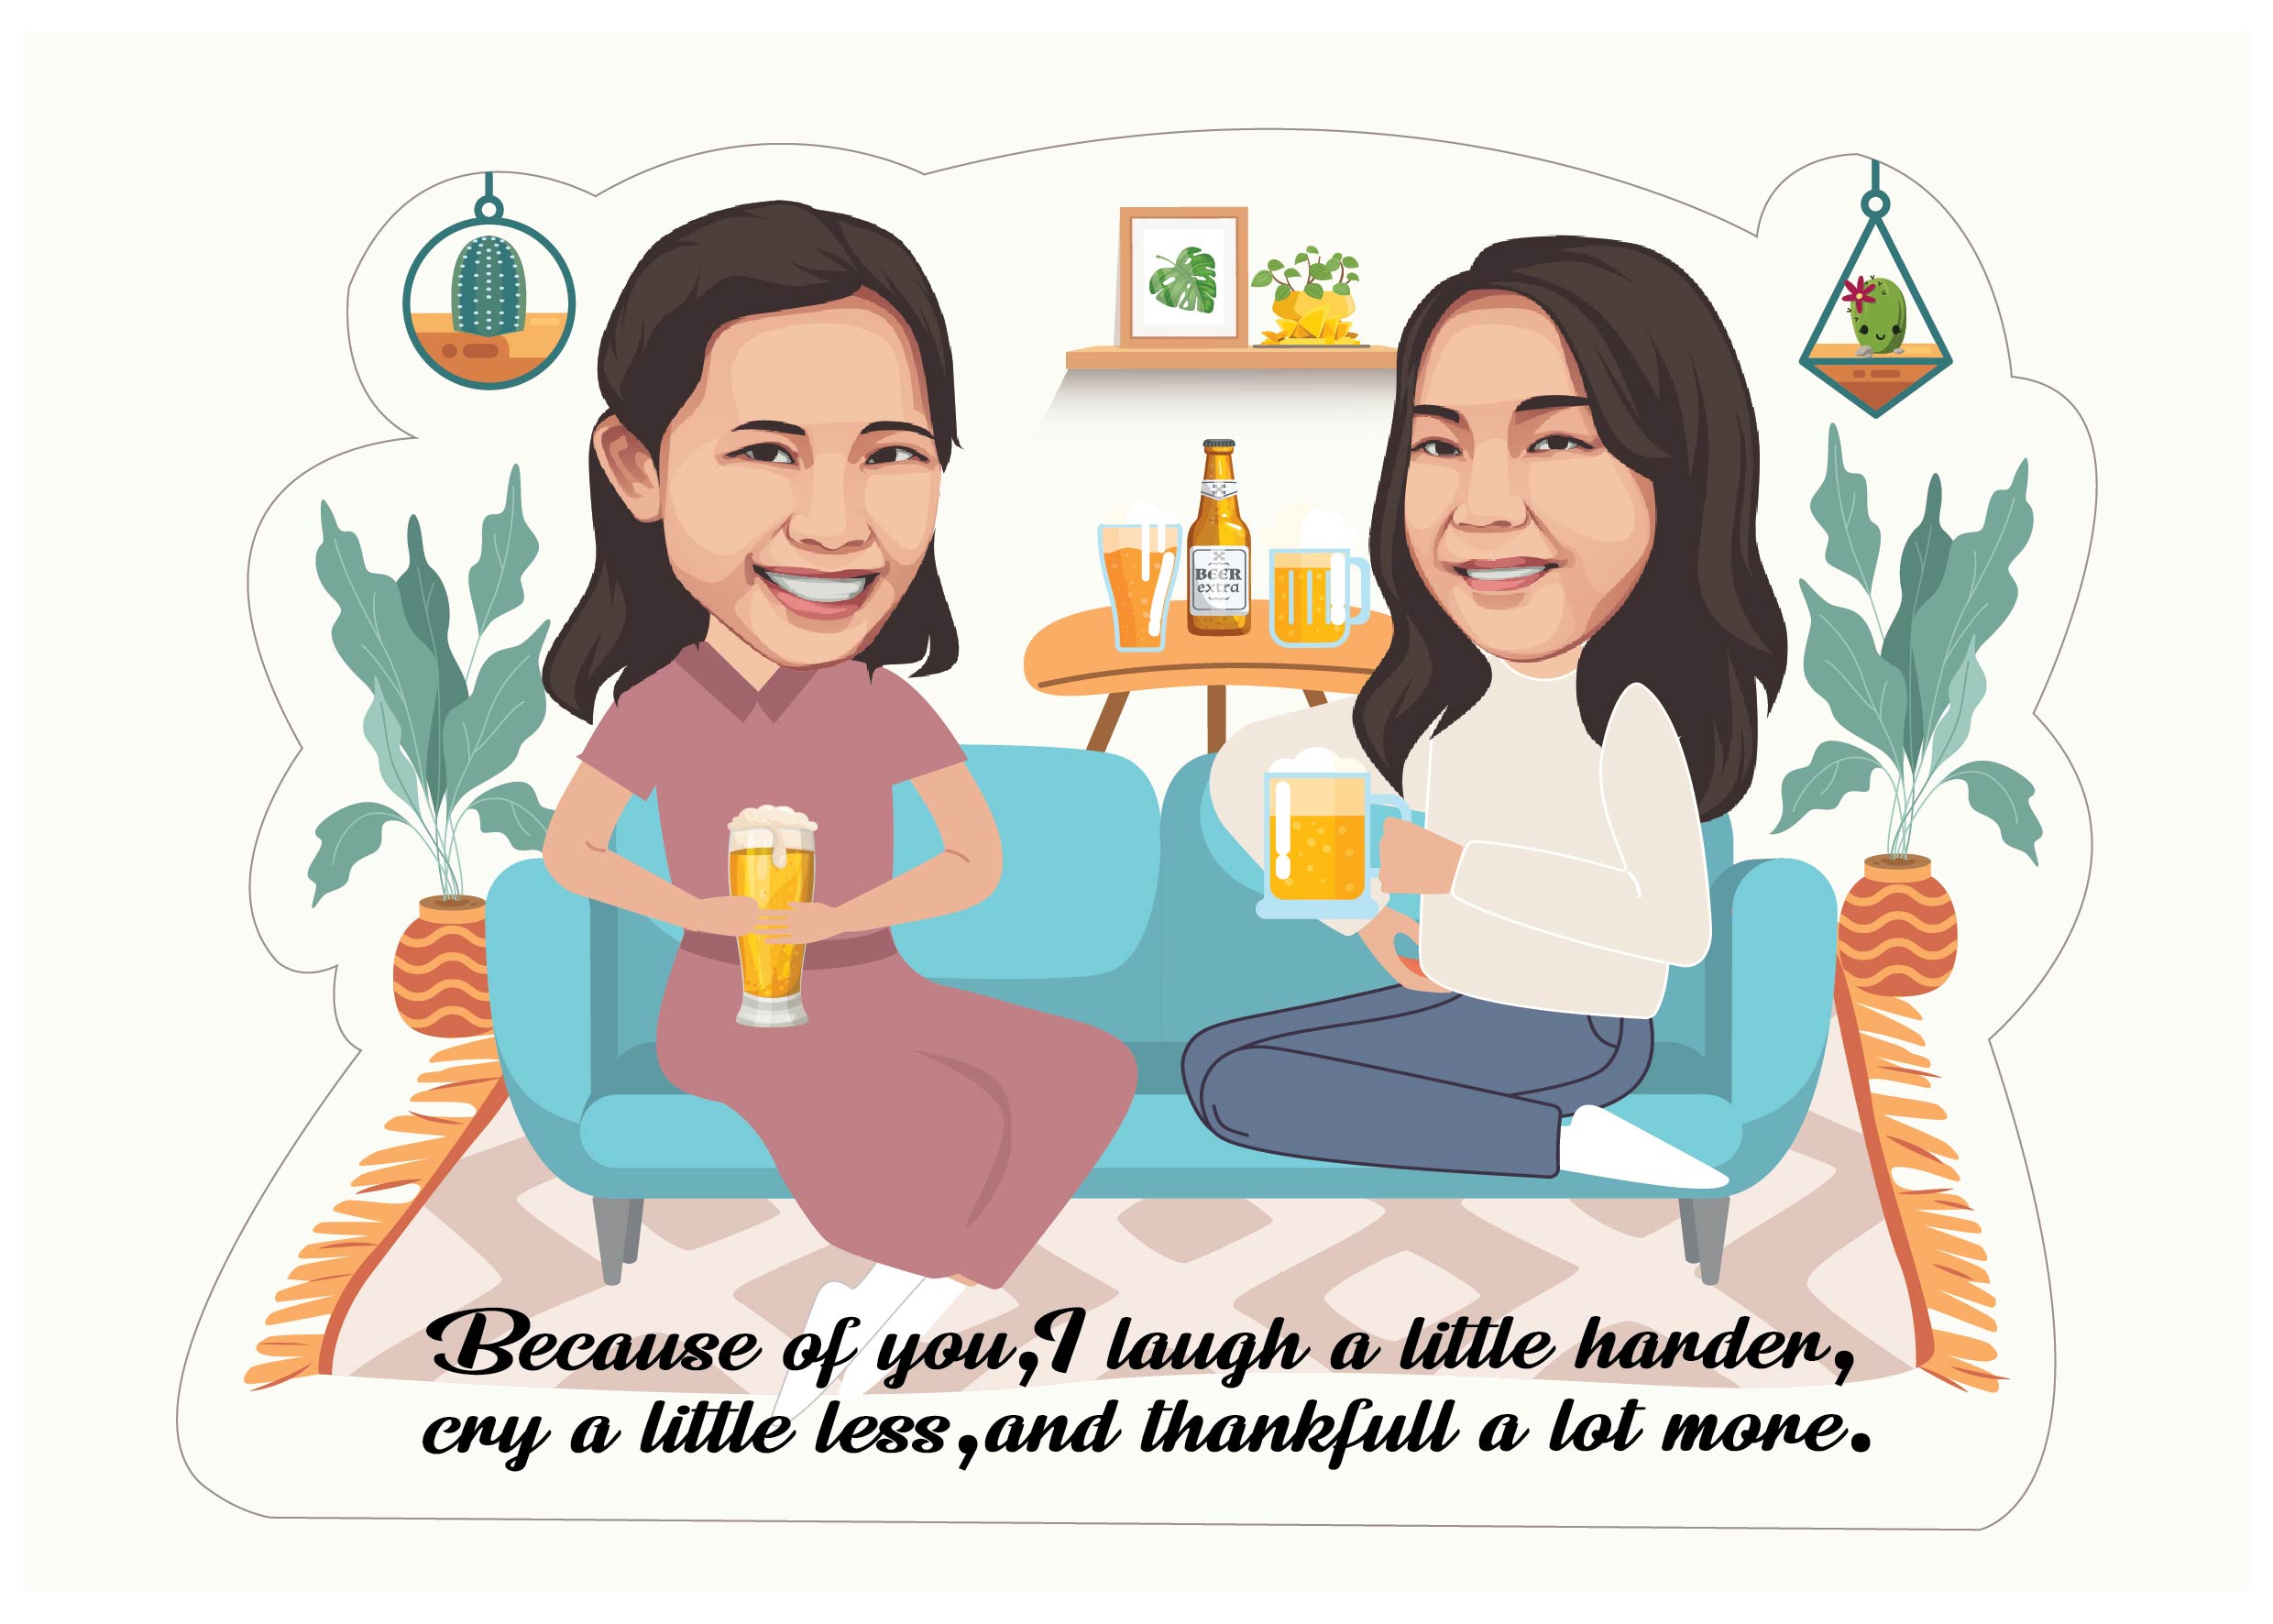 BEER
extra
Because of you,I laugh a little harder,
cry a little less,and thankfull a lot more.